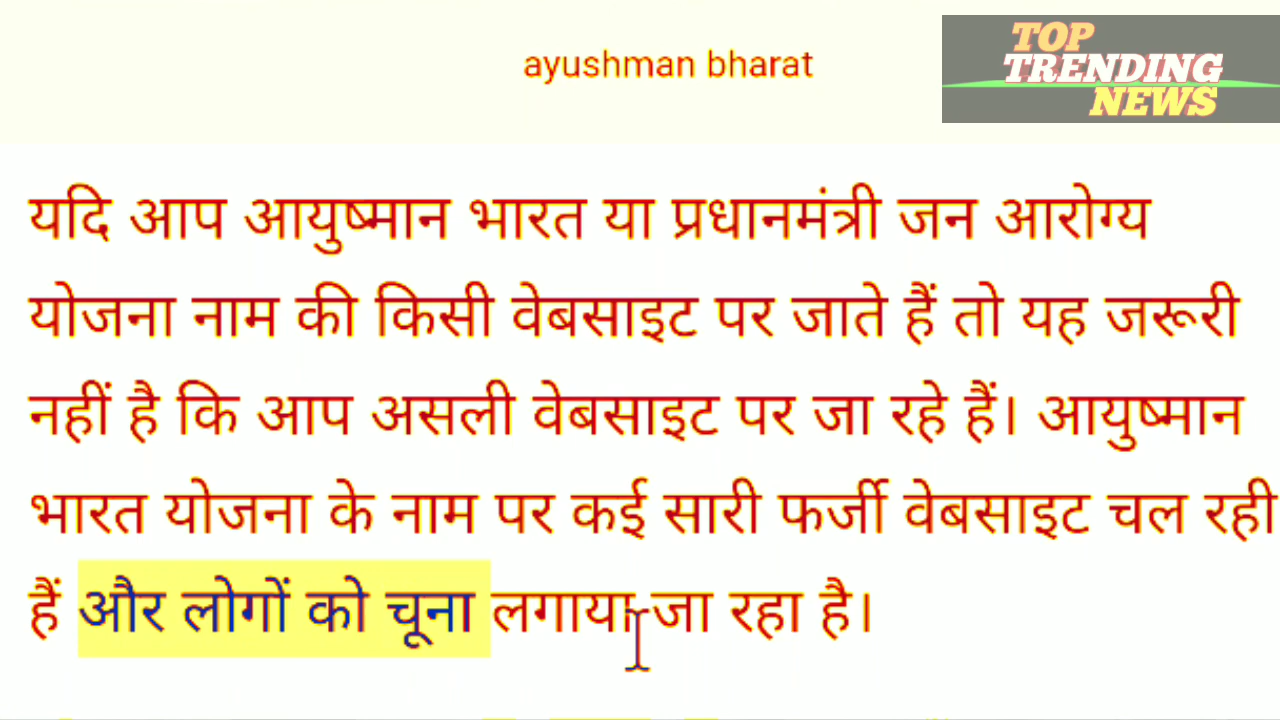 ayushman bharat
TOP
TRENDING
NEWS
यदि आप आयुष्मान भारत या प्रधानमंत्री जन आरोग्य
योजना नाम की किसी वेबसाइट पर जाते हैं तो यह जरूरी
नहीं है कि आप असली वेबसाइट पर जा रहे हैं। आयुष्मान
भारत योजना के नाम पर कई सारी फर्जी वेबसाइट चल रही
हैं और लोगों को चूना लगाया जा रहा है।